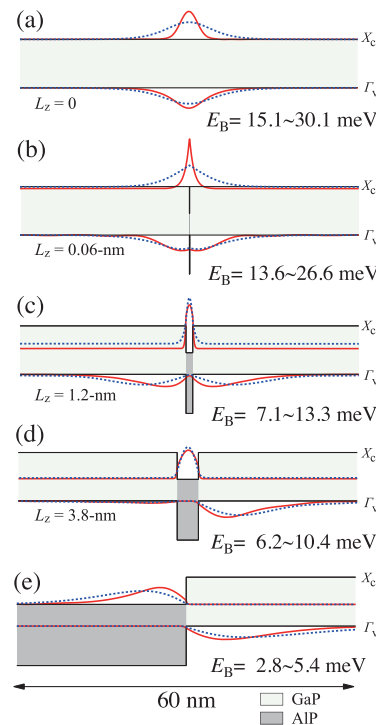 (a)
X_c
Γ_v
L_z = 0
E_B = 15.1~30.1 meV
(b)
X_c
Γ_v
L_z = 0.06-nm
E_B = 13.6~26.6 meV
(c)
X_c
Γ_v
L_z = 1.2-nm
E_B = 7.1~13.3 meV
(d)
X_c
Γ_v
L_z = 3.8-nm
E_B = 6.2~10.4 meV
(e)
X_c
Γ_v
E_B = 2.8~5.4 meV
60 nm
GaP
AlP